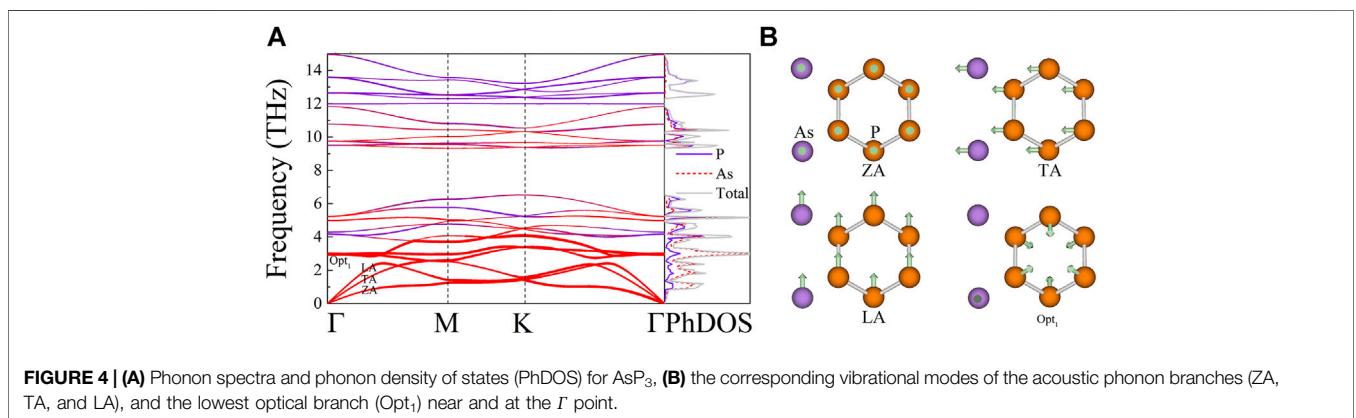 A
B
14
12
10
8
6
4
2
0
Frequency (THz)
Opt₁
LA
TA
ZA
Γ
M
K
Γ
PhDOS
P
As
Total
As
P
ZA
TA
LA
Opt₁
FIGURE 4 | (A) Phonon spectra and phonon density of states (PhDOS) for AsP₃, (B) the corresponding vibrational modes of the acoustic phonon branches (ZA,
TA, and LA), and the lowest optical branch (Opt₁) near and at the Γ point.